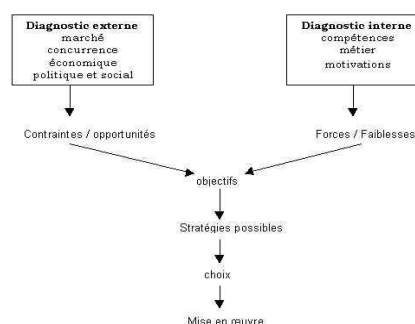 Diagnostic externe
marché
concurrence
économique
politique et social
Diagnostic interne
compétences
métier
motivations
Contraintes / opportunités
Forces / Faiblesses
objectifs
Stratégies possibles
choix
Mise en œuvre